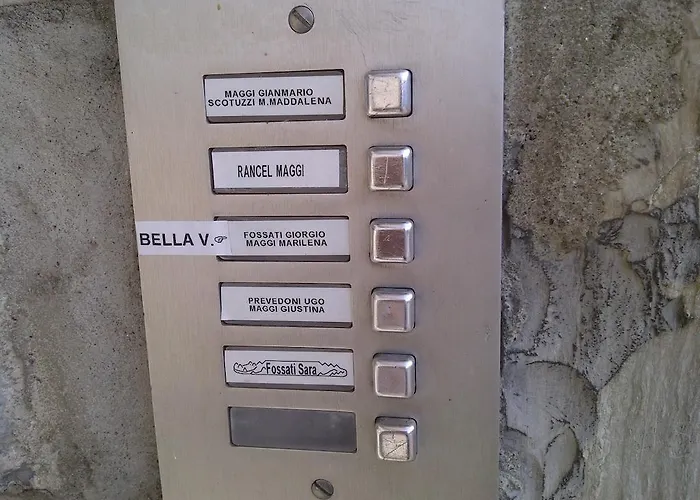 MAGGI GIANMARIO
SCOTUZZI M.MADDALENA
RANCEL MAGGI
BELLA V.☞
FOSSATI GIORGIO
MAGGI MARILENA
PREVEDONI UGO
MAGGI GIUSTINA
Fossati Sara